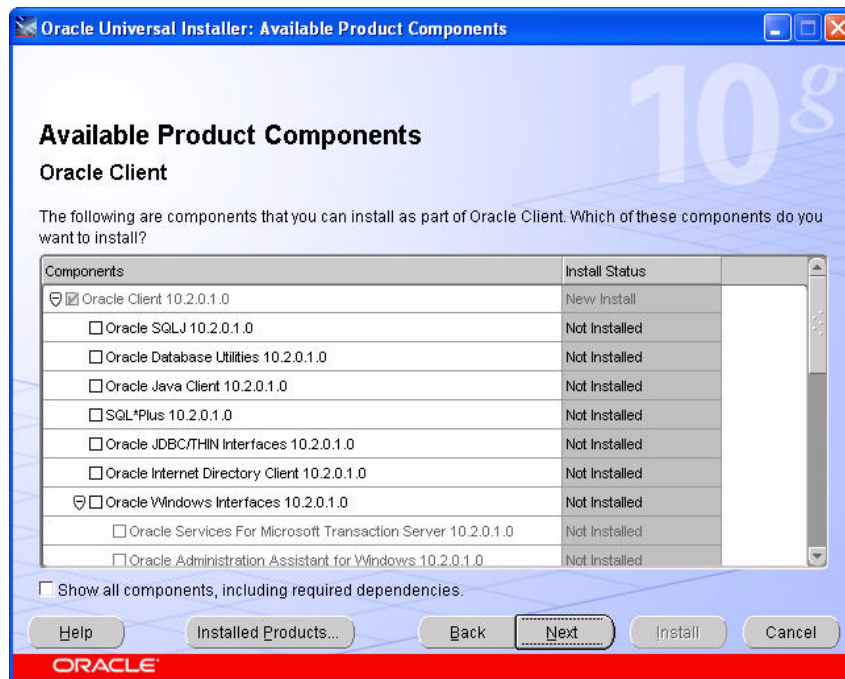 Oracle Universal Installer: Available Product Components
10g
Available Product Components
Oracle Client
The following are components that you can install as part of Oracle Client. Which of these components do you
want to install?
Components Install Status
Oracle Client 10.2.0.1.0 New Install
Oracle SQLJ 10.2.0.1.0 Not Installed
Oracle Database Utilities 10.2.0.1.0 Not Installed
Oracle Java Client 10.2.0.1.0 Not Installed
SQL*Plus 10.2.0.1.0 Not Installed
Oracle JDBC/THIN Interfaces 10.2.0.1.0 Not Installed
Oracle Internet Directory Client 10.2.0.1.0 Not Installed
Oracle Windows Interfaces 10.2.0.1.0 Not Installed
Oracle Services For Microsoft Transaction Server 10.2.0.1.0 Not Installed
Oracle Administration Assistant for Windows 10.2.0.1.0 Not Installed
Show all components, including required dependencies.
Help Installed Products... Back Next Install Cancel
ORACLE